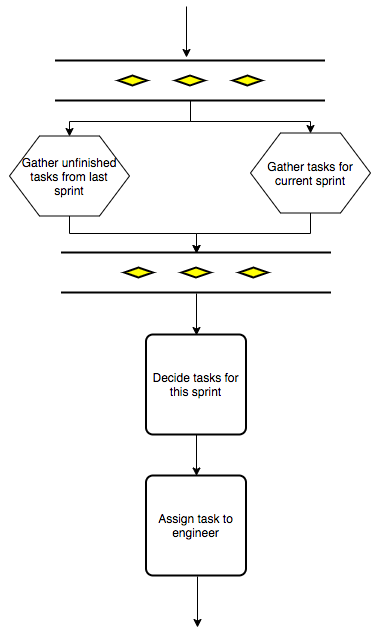 Gather unfinished
tasks from last
sprint
Gather tasks for
current sprint
Decide tasks for
this sprint
Assign task to
engineer